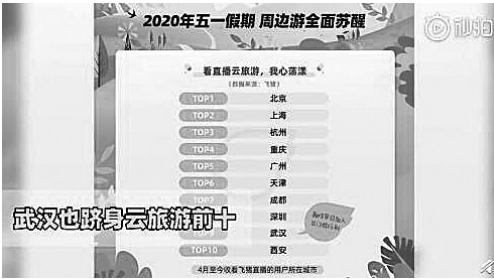 2020年五一假期 周边游全面苏醒
秒拍
看直播云旅游，我心荡漾
(数据来源：飞猪)
TOP1 北京
TOP2 上海
TOP3 杭州
TOP4 重庆
TOP5 广州
TOP6 天津
TOP7 成都
深圳
武汉
TOP10 西安
武汉也跻身云旅游前十
4月至今收看飞猪直播的用户所在城市